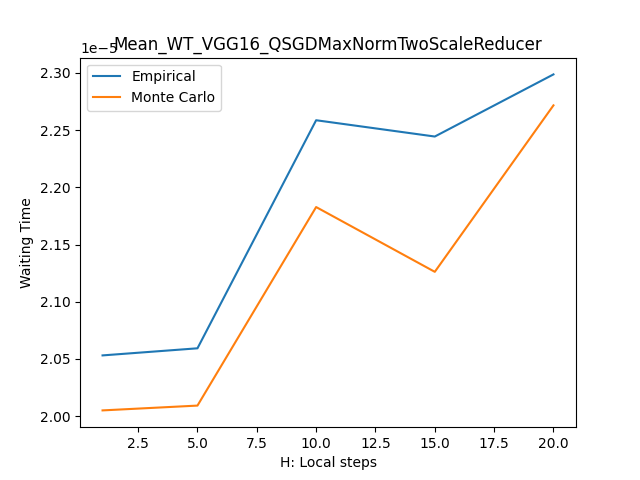 Mean_WT_VGG16_QSGDMaxNormTwoScaleReducer
1e−5
Empirical
Monte Carlo
2.30
2.25
2.20
2.15
2.10
2.05
2.00
Waiting Time
2.5 5.0 7.5 10.0 12.5 15.0 17.5 20.0
H: Local steps